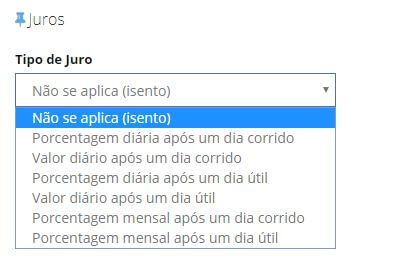 Juros
Tipo de Juro
Não se aplica (isento)
Não se aplica (isento)
Porcentagem diária após um dia corrido
Valor diário após um dia corrido
Porcentagem diária após um dia útil
Valor diário após um dia útil
Porcentagem mensal após um dia corrido
Porcentagem mensal após um dia útil